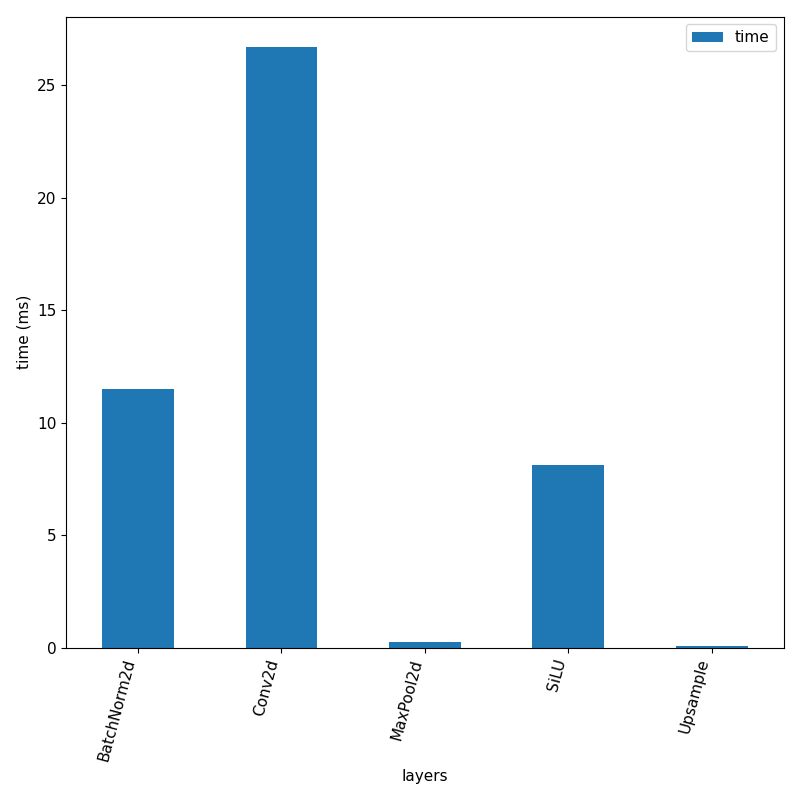 time
25
20
15
10
5
0
time (ms)
BatchNorm2d
Conv2d
MaxPool2d
SiLU
Upsample
layers